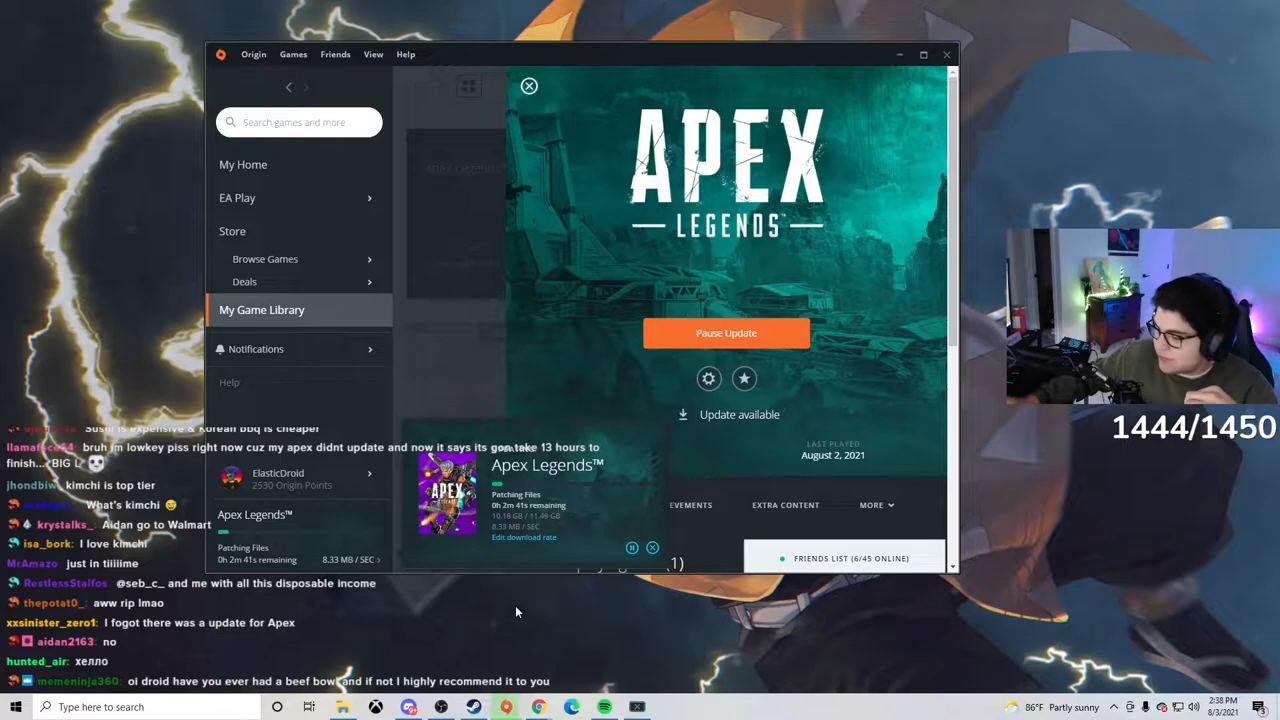 Origin
Games
Friends
View
Help
Search games and more
My Home
EA Play
Store
Browse Games
Deals
My Game Library
Notifications
Help
ElasticDroid
2530 Origin Points
Apex Legends™
Patching Files
0h 2m 41s remaining
8.33 MB / SEC
APEX
LEGENDS
Pause Update
Update available
LAST PLAYED
August 2, 2021
EXTRA CONTENT
MORE
FRIENDS LIST (6/45 ONLINE)
APEX
Apex Legends™
Patching Files
0h 2m 41s remaining
10.18 GB / 11.49 GB
8.33 MB / SEC
Edit download rate
1444/1450
Sushi is expensive & Korean bbq is cheaper
bruh im lowkey piss right now cuz my apex didnt update and now it says its gon take 13 hours to
finish... BIG L
jhondbiw: kimchi is top tier
What's kimchi
krystalks_: Aidan go to Walmart
isa_bork: I love kimchi
MrAmazo: just in tiiiiime
RestlessStalfos: @seb_c_ and me with all this disposable income
thepotat0_: aww rip lmao
xxsinister_zero1: I fogot there was a update for Apex
aidan2163: no
hunted_air: хелло
memeninja360: oi droid have you ever had a beef bowl and if not I highly recommend it to you
Type here to search
86°F Partly sunny
2:38 PM
8/3/2021
3